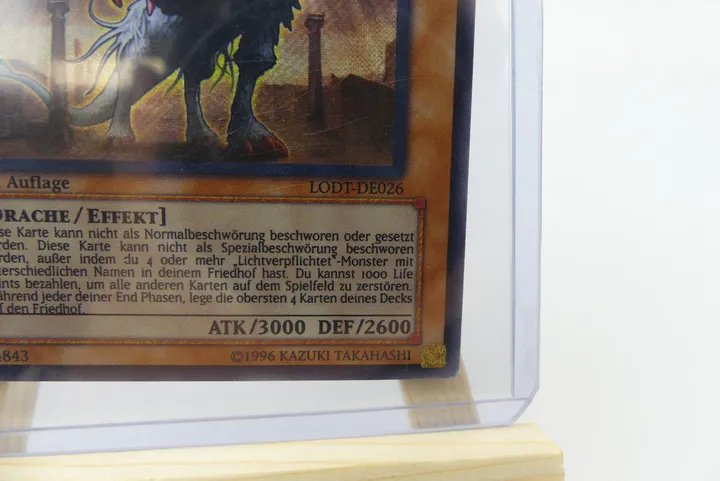 Auflage
LODT-DE026
DRACHE / EFFEKT]
se Karte kann nicht als Normalbeschwörung beschworen oder gesetzt
rden. Diese Karte kann nicht als Spezialbeschwörung beschworen
rden, außer indem du 4 oder mehr „Lichtverpflichtet“-Monster mit
terschiedlichen Namen in deinem Friedhof hast. Du kannst 1000 Life
ints bezahlen, um alle anderen Karten auf dem Spielfeld zu zerstören.
ährend jeder deiner End Phasen, lege die obersten 4 Karten deines Decks
f den Friedhof.
ATK/3000 DEF/2600
4843
©1996 KAZUKI TAKAHASHI